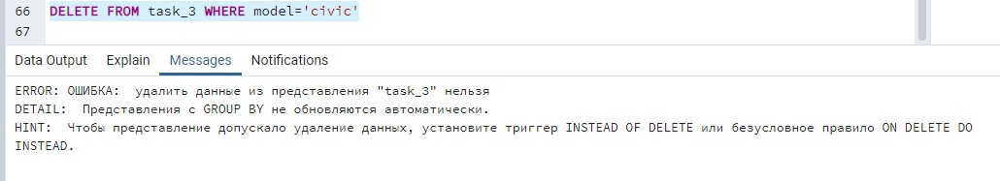 66 DELETE FROM task_3 WHERE model='civic'
67
Data Output Explain Messages Notifications
ERROR: ОШИБКА:  удалить данные из представления "task_3" нельзя
DETAIL:  Представления с GROUP BY не обновляются автоматически.
HINT:  Чтобы представление допускало удаление данных, установите триггер INSTEAD OF DELETE или безусловное правило ON DELETE DO
INSTEAD.